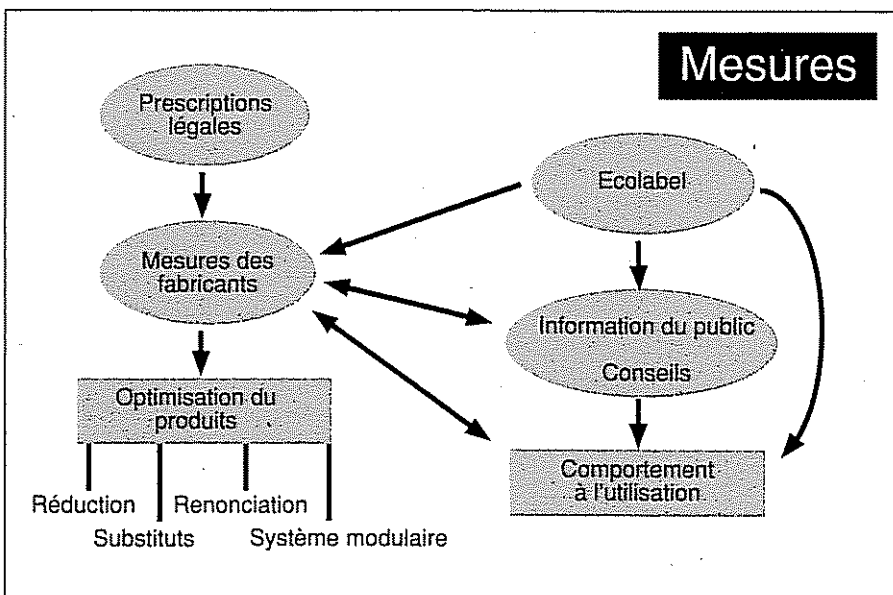 Mesures
Prescriptions
légales
Ecolabel
Mesures des
fabricants
Information du public
Conseils
Optimisation du
produits
Comportement
à l'utilisation
Réduction
Renonciation
Substituts
Système modulaire